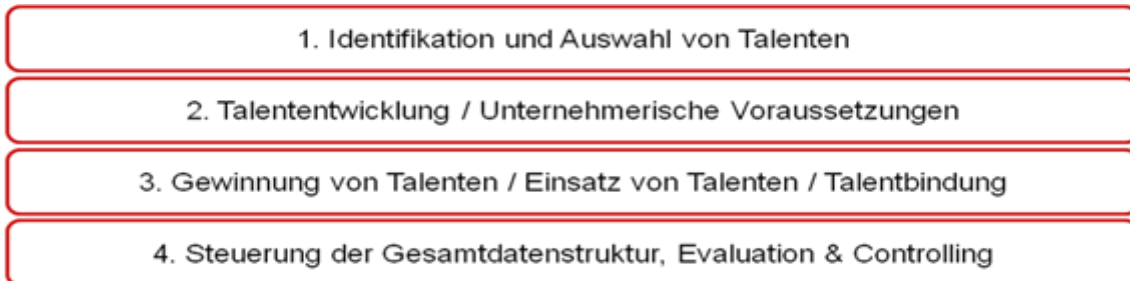 1. Identifikation und Auswahl von Talenten
2. Talententwicklung / Unternehmerische Voraussetzungen
3. Gewinnung von Talenten / Einsatz von Talenten / Talentbindung
4. Steuerung der Gesamtdatenstruktur, Evaluation & Controlling